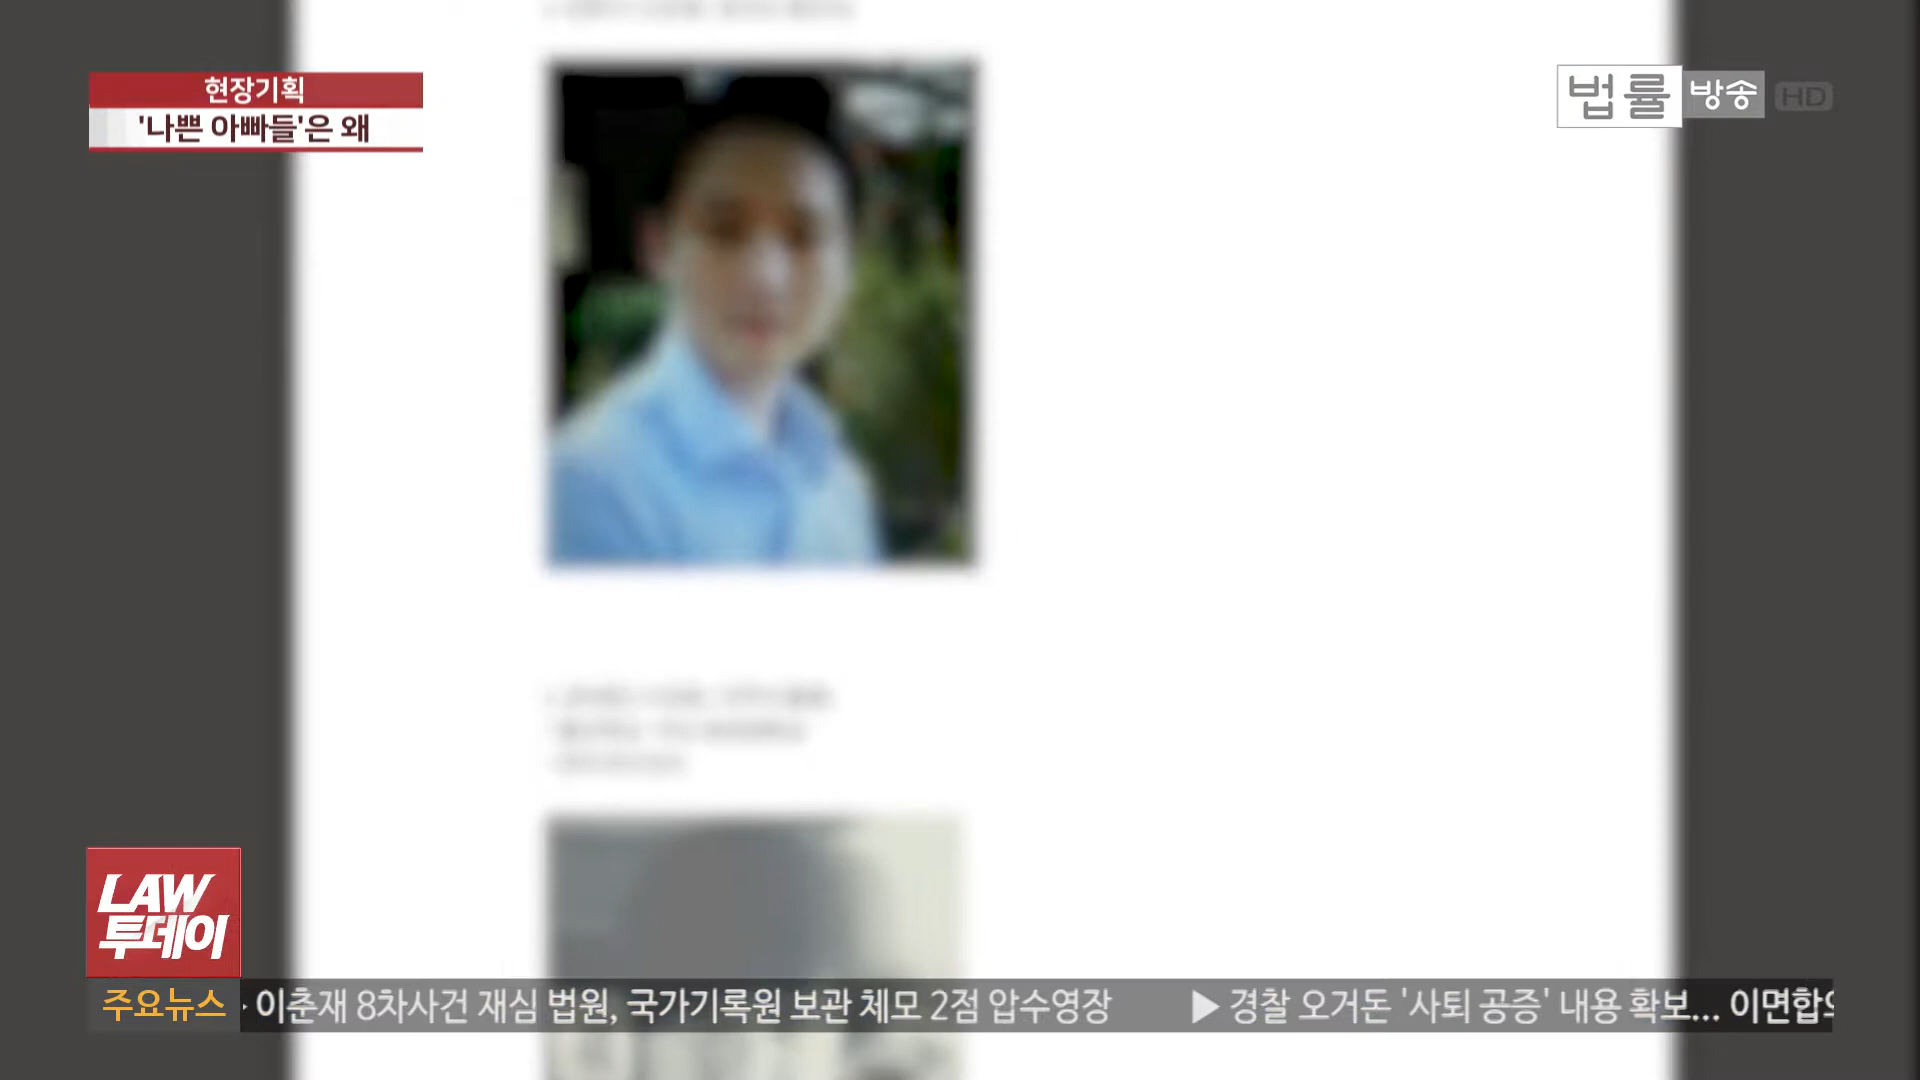 현장기획
'나쁜 아빠들'은 왜
법률방송 HD
LAW
투데이
주요뉴스
이춘재 8차사건 재심 법원, 국가기록원 보관 체모 2점 압수영장 ▶ 경찰 오거돈 '사퇴 공증' 내용 확보... 이면합